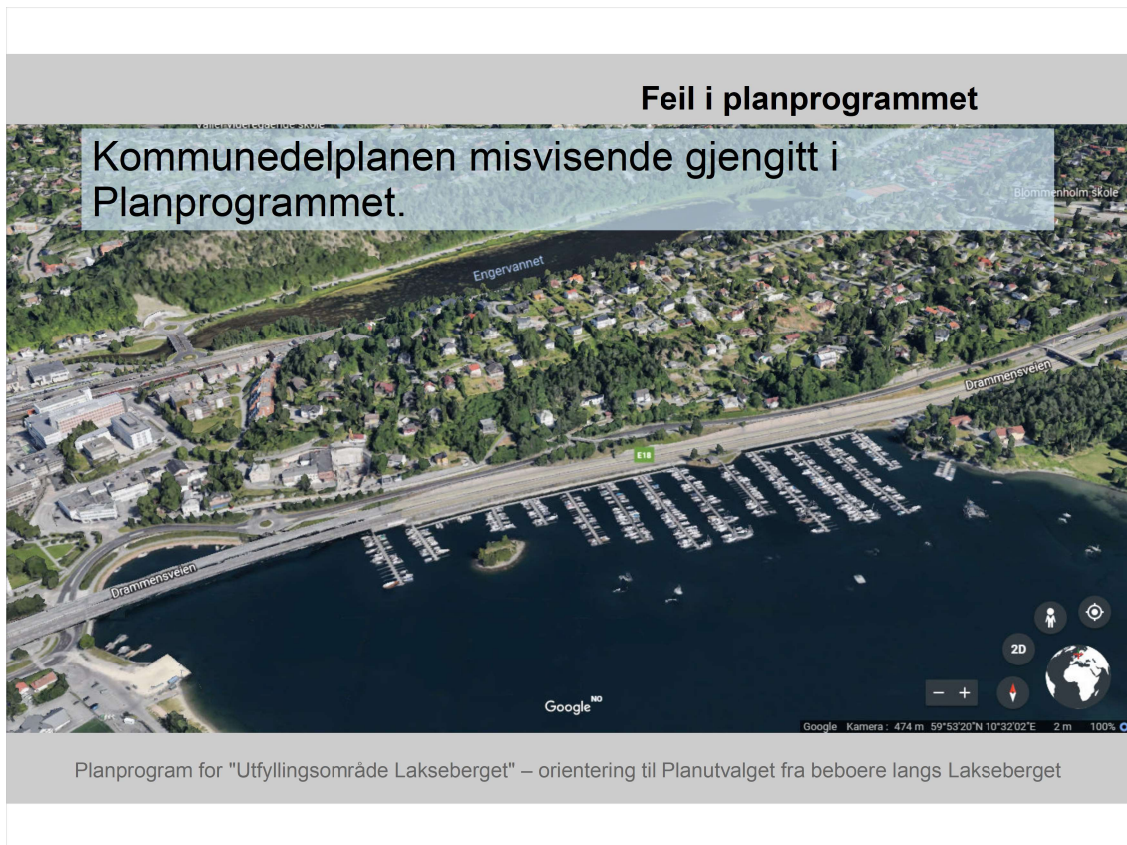 Feil i planprogrammet
Kommunedelplanen misvisende gjengitt i
Planprogrammet.
Blommenholm skole
Engervannet
Drammensveien
E18
Drammensveien
2D
− +
Google NO
Google Kamera : 474 m 59°53'20"N 10°32'02"E 2 m 100%
Planprogram for "Utfyllingsområde Lakseberget" – orientering til Planutvalget fra beboere langs Lakseberget